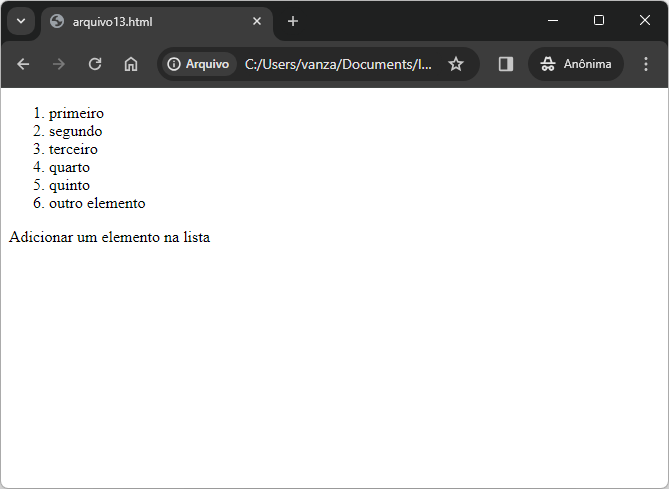 arquivo13.html
Arquivo C:/Users/vanza/Documents/I... Anônima
1. primeiro
2. segundo
3. terceiro
4. quarto
5. quinto
6. outro elemento
Adicionar um elemento na lista